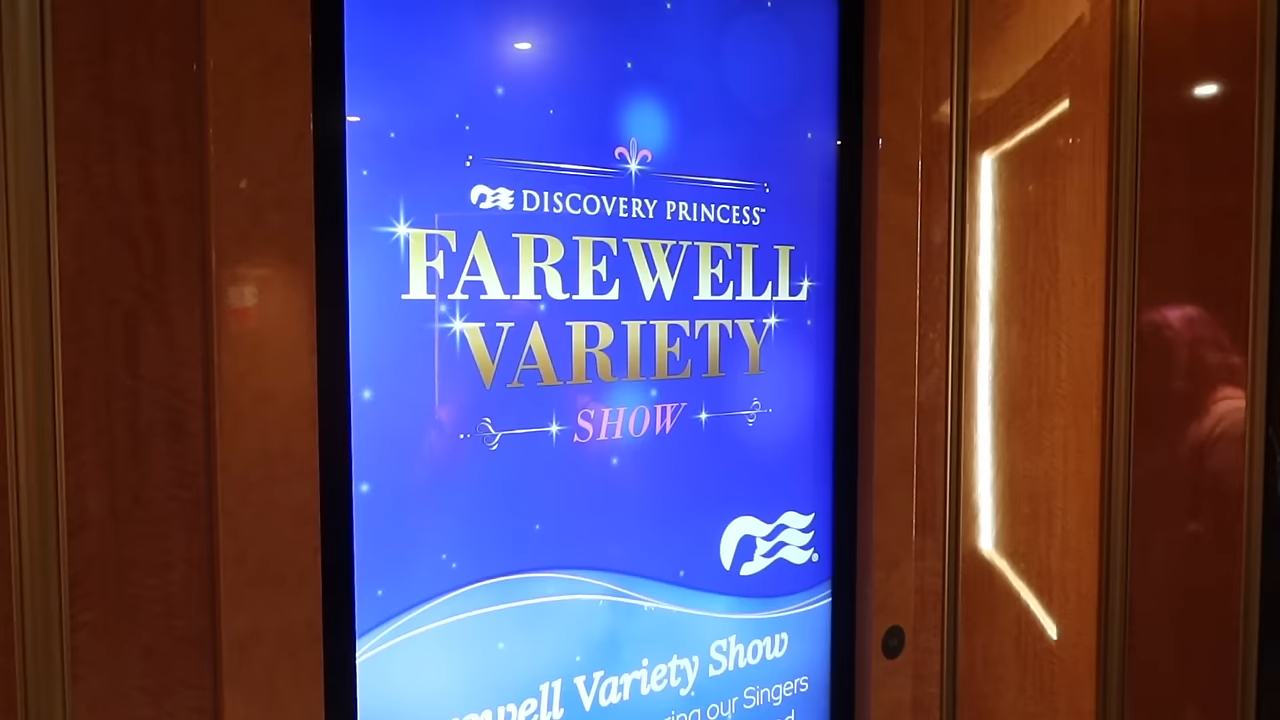 DISCOVERY PRINCESS™
FAREWELL
VARIETY
SHOW
Variety Show
our Singers